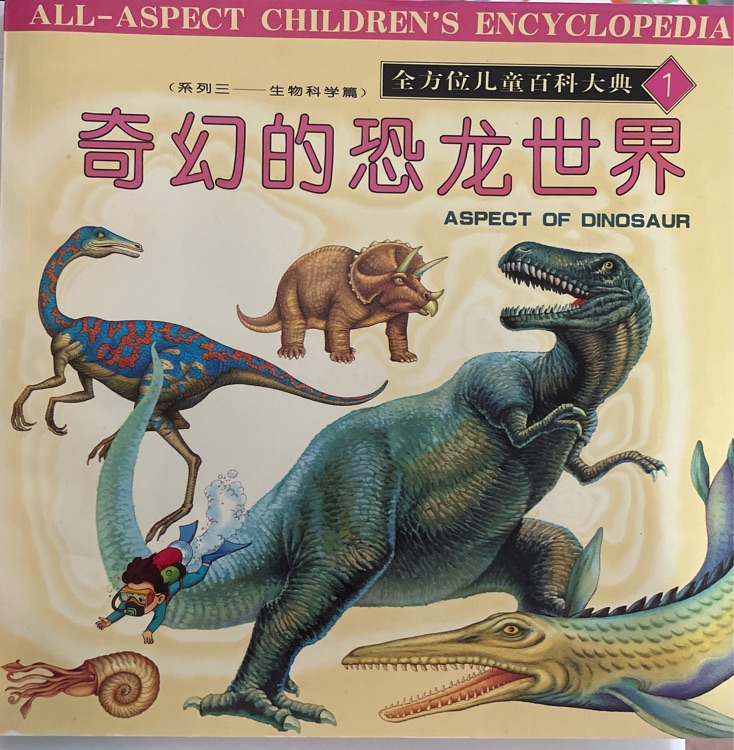 ALL-ASPECT CHILDREN'S ENCYCLOPEDIA
全方位儿童百科大典 1
(系列三——生物科学篇)
奇幻的恐龙世界
ASPECT OF DINOSAUR